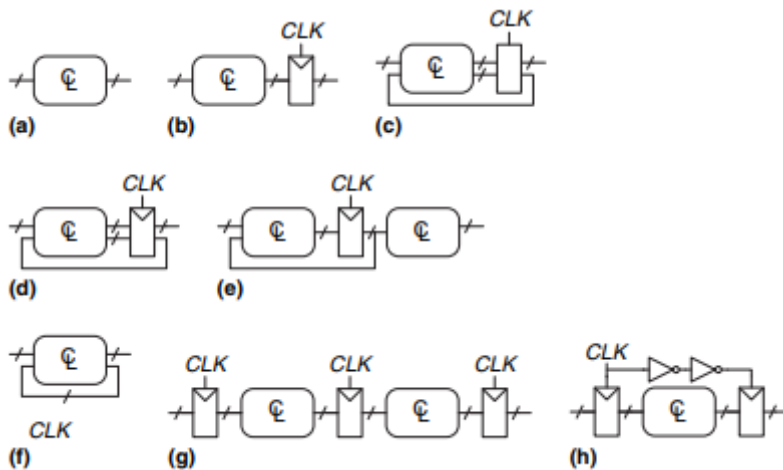 CLK
CLK
CL CL CL
(a) (b) (c)
CLK CLK
CL CL CL
(d) (e)
CL
CLK CLK CLK CLK
CL CL CL
CLK
(f) (g) (h)